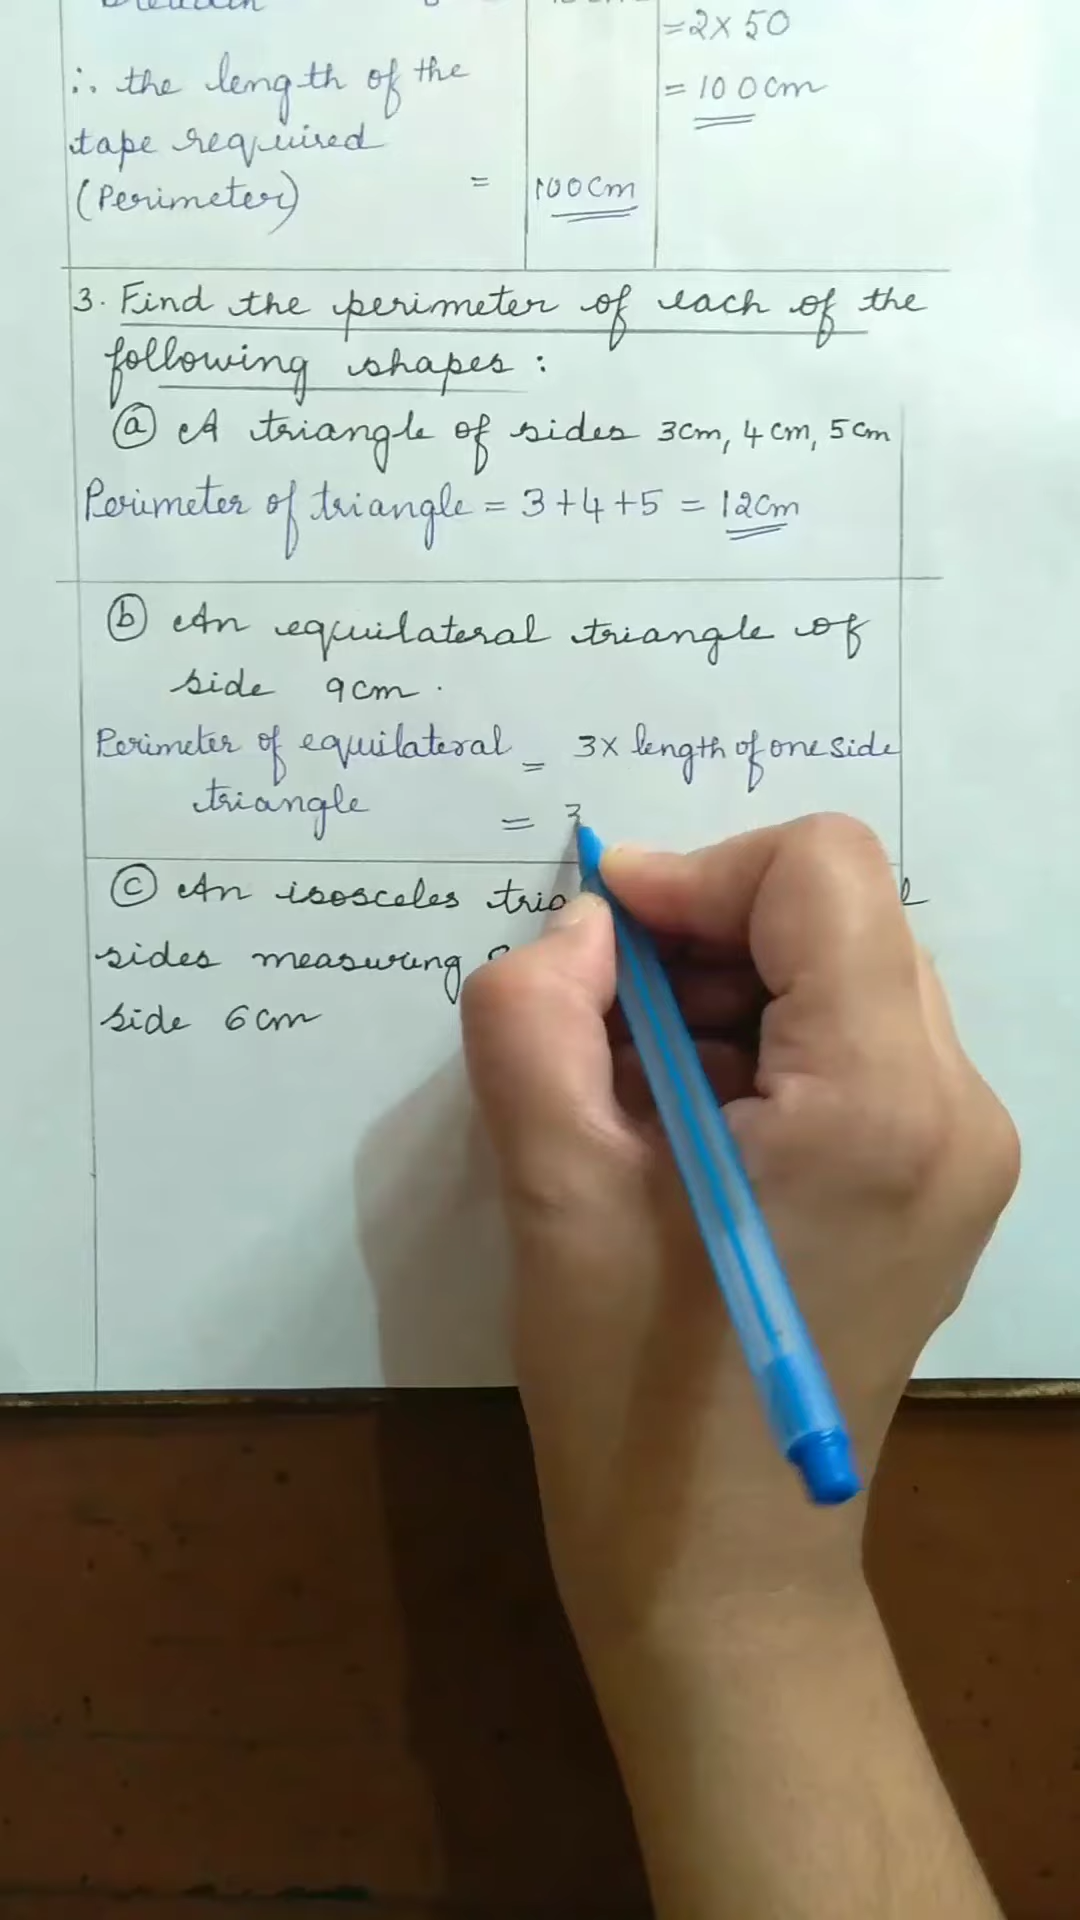 = 2 x 50
∴ the length of the
= 100cm
tape required
(Perimeter) = 100cm
3. Find the perimeter of each of the
following shapes :
(a) A triangle of sides 3cm, 4cm, 5cm
Perimeter of triangle = 3+4+5 = 12cm
(b) An equilateral triangle of
side 9cm.
Perimeter of equilateral = 3x length of one side
triangle = 3
(c) An isosceles
sides measuring
side 6cm